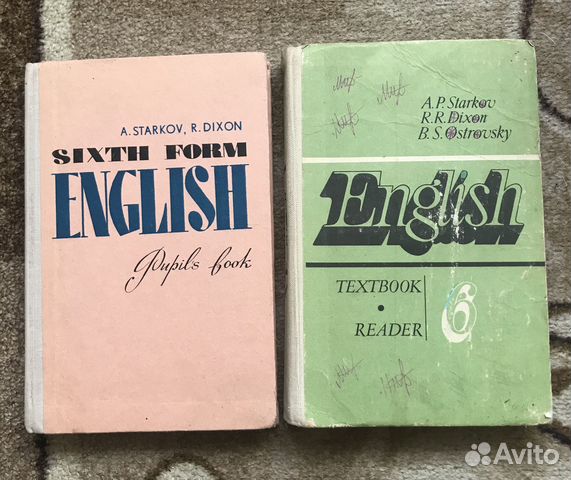 A. STARKOV, R. DIXON
SIXTH FORM
ENGLISH
Pupil's book
A.P. Starkov
R.R. Dixon
B.S. Ostrovsky
English
TEXTBOOK
•
READER
6
Avito